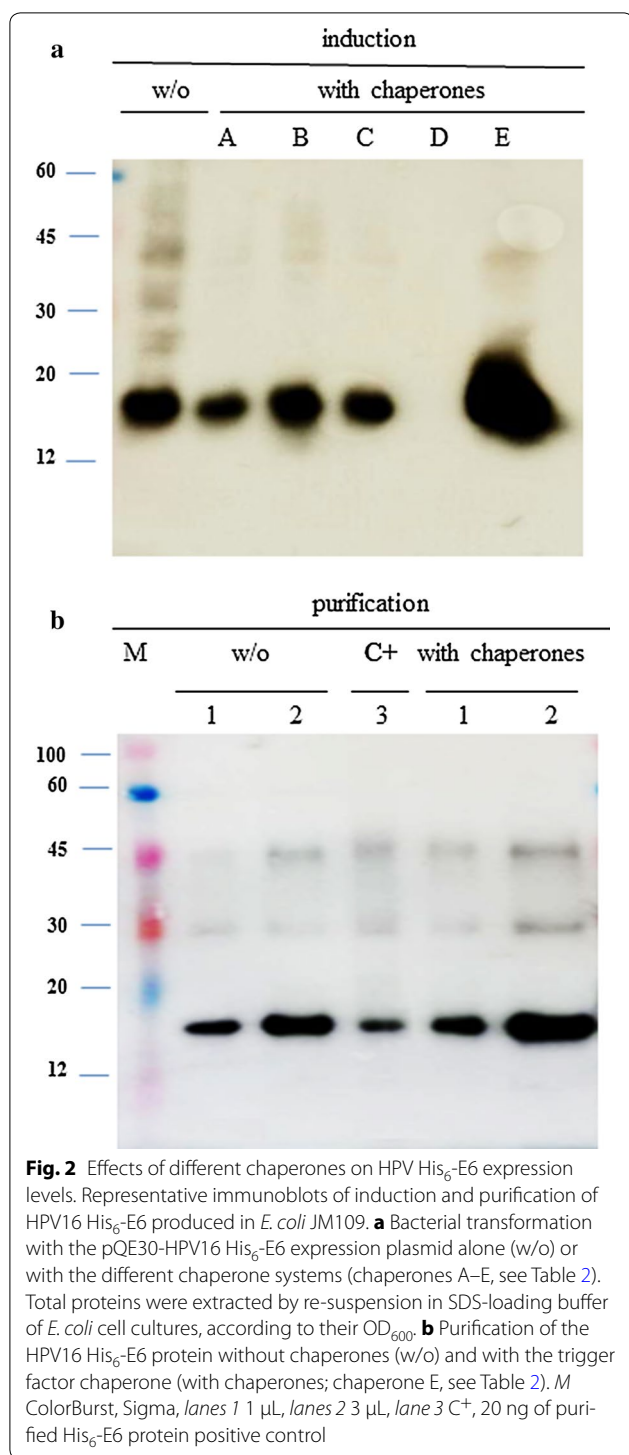 a
induction
w/o with chaperones
A B C D E
60
45
30
20
12
b
purification
M w/o C+ with chaperones
1 2 3 1 2
100
60
45
30
20
12
Fig. 2 Effects of different chaperones on HPV His6-E6 expression
levels. Representative immunoblots of induction and purification of
HPV16 His6-E6 produced in E. coli JM109. a Bacterial transformation
with the pQE30-HPV16 His6-E6 expression plasmid alone (w/o) or
with the different chaperone systems (chaperones A–E, see Table 2).
Total proteins were extracted by re-suspension in SDS-loading buffer
of E. coli cell cultures, according to their OD600. b Purification of the
HPV16 His6-E6 protein without chaperones (w/o) and with the trigger
factor chaperone (with chaperones; chaperone E, see Table 2). M
ColorBurst, Sigma, lanes 1 1 μL, lanes 2 3 μL, lane 3 C+, 20 ng of puri-
fied His6-E6 protein positive control